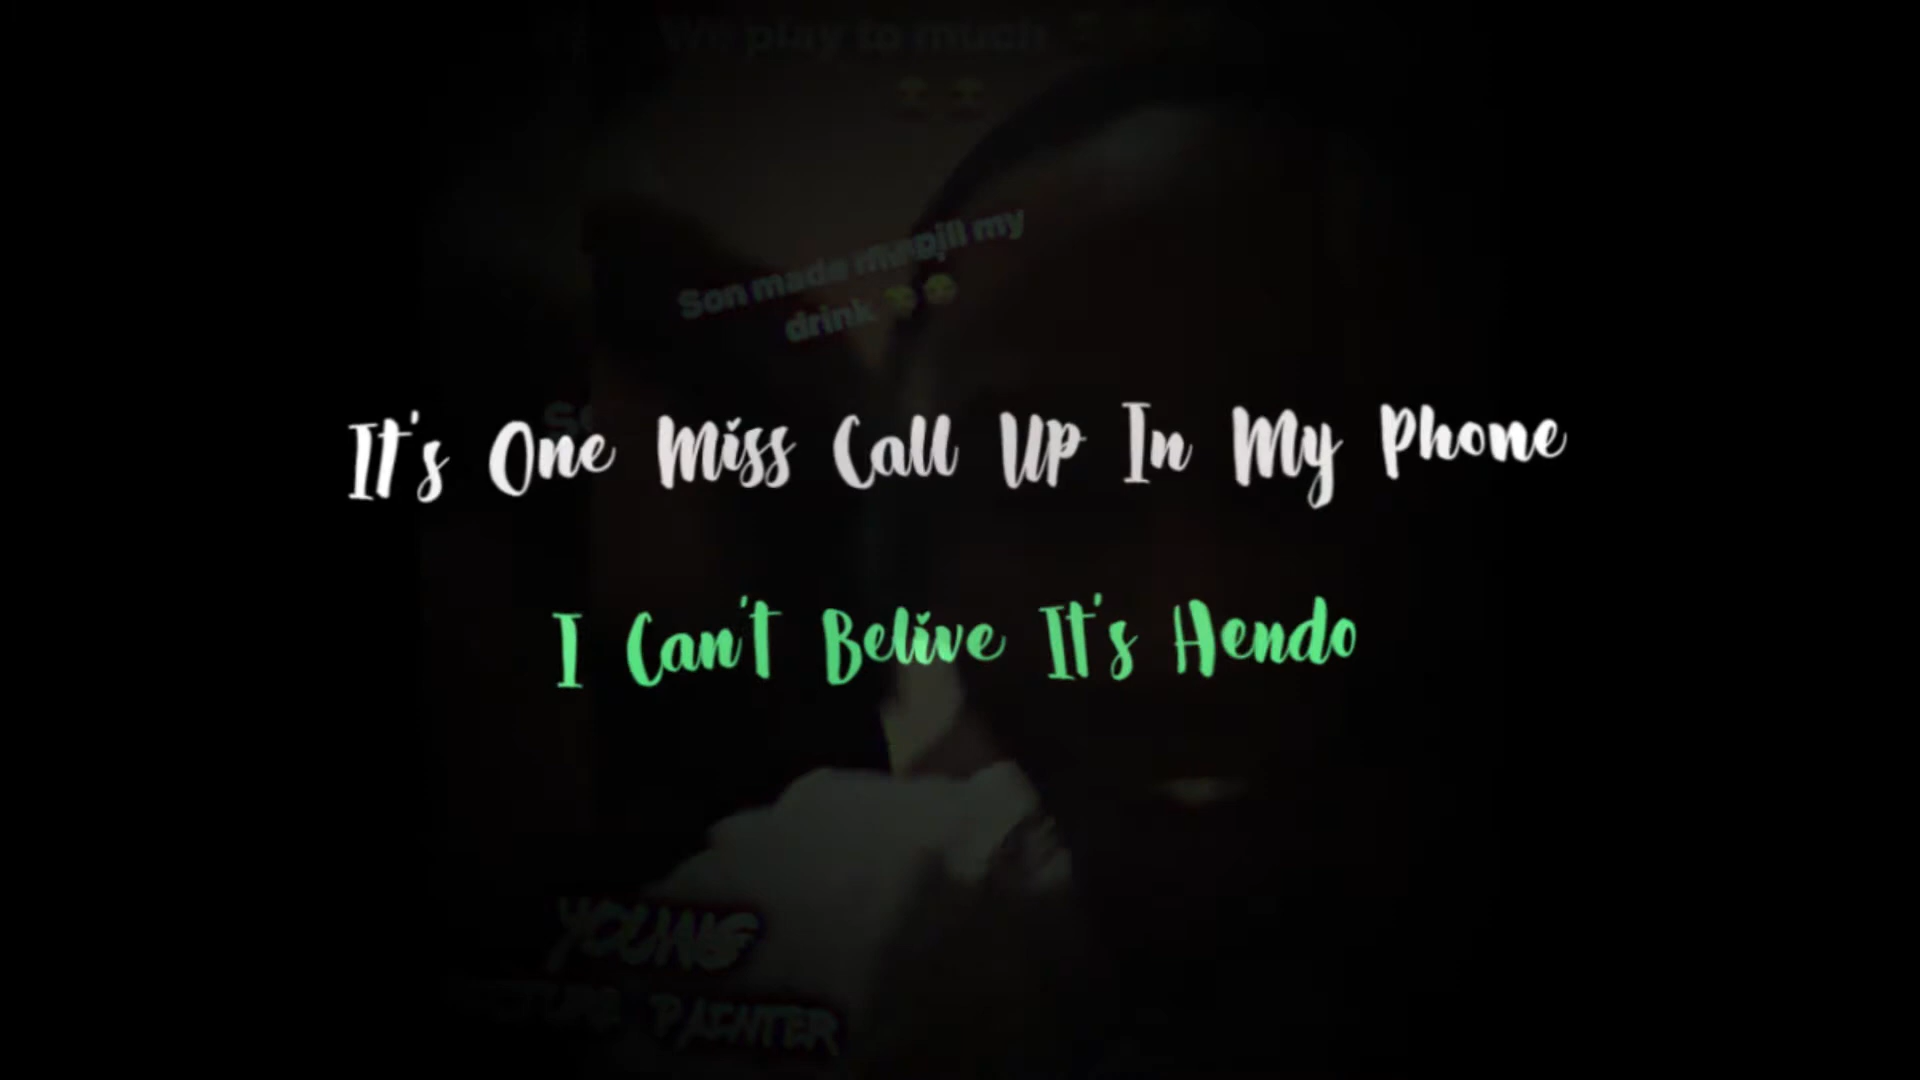 We play to much
Son made me spill my
drink
It's One Miss Call Up In My Phone
I Can't Belive It's Hendo
YOUNG
PICTURE PAINTER